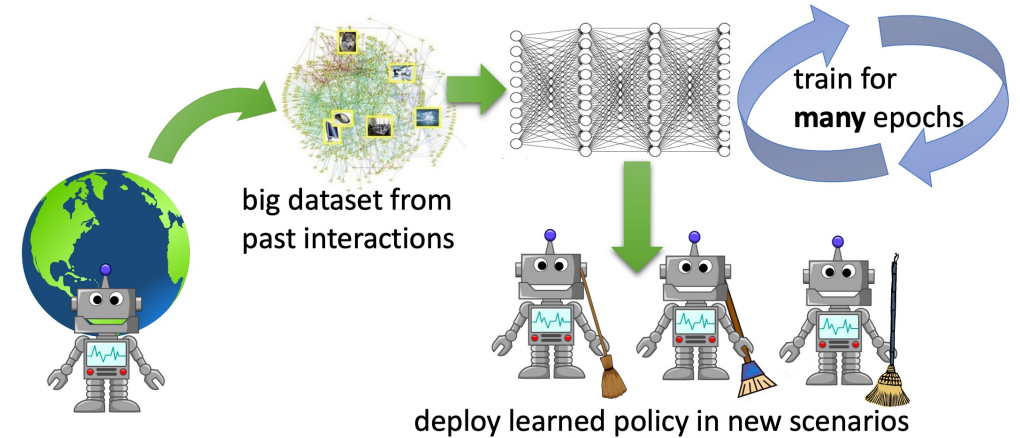 train for
many epochs
big dataset from
past interactions
deploy learned policy in new scenarios